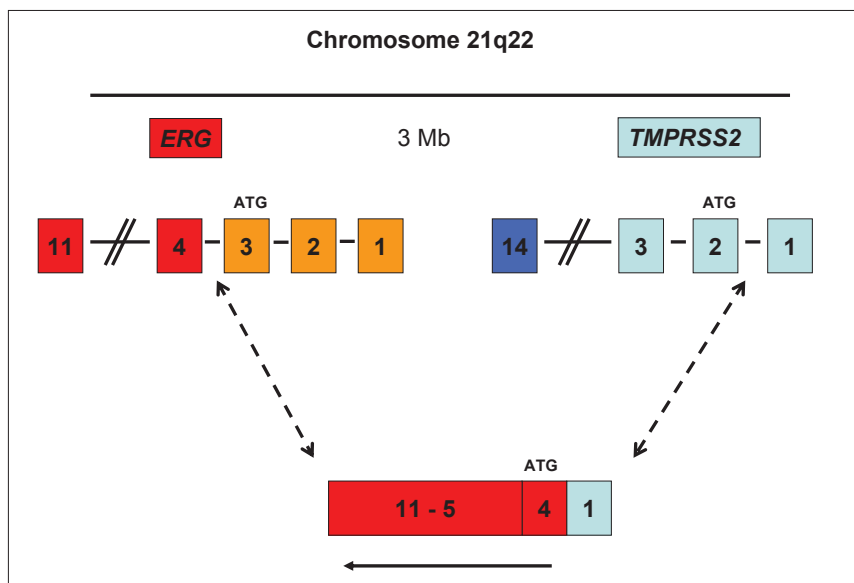 Chromosome 21q22
ERG 3 Mb TMPRSS2
ATG ATG
11 4 3 2 1 14 3 2 1
ATG
11 - 5 4 1